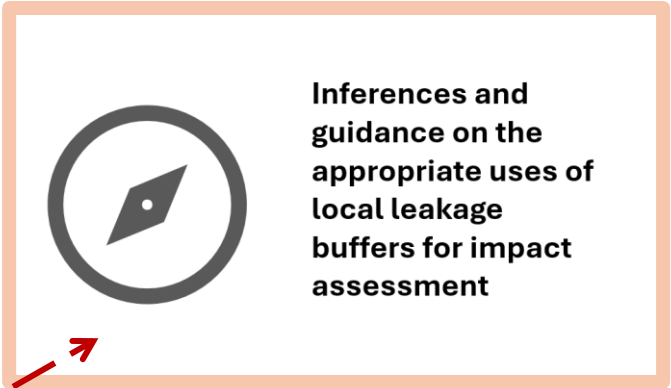 Inferences and
guidance on the
appropriate uses of
local leakage
buffers for impact
assessment